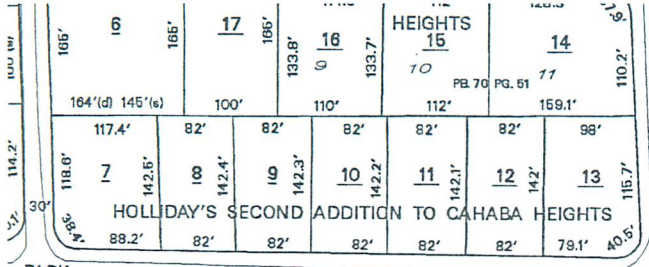 6 17 HEIGHTS
165' 165' 165' 133.8' 16 133.7' 15 14 110.2'
9 10 11
PB. 70 PG. 51
164'(d) 145'(s) 100' 110' 112' 159.1'
117.4' 82' 82' 82' 82' 82' 98'
114.2' 118.6' 7 142.5' 8 142.4' 9 142.3' 10 142.2' 11 142.1' 12 142' 13 115.7'
30' HOLLIDAY'S SECOND ADDITION TO CAHABA HEIGHTS
38.4' 88.2' 82' 82' 82' 82' 82' 79.1' 40.5'